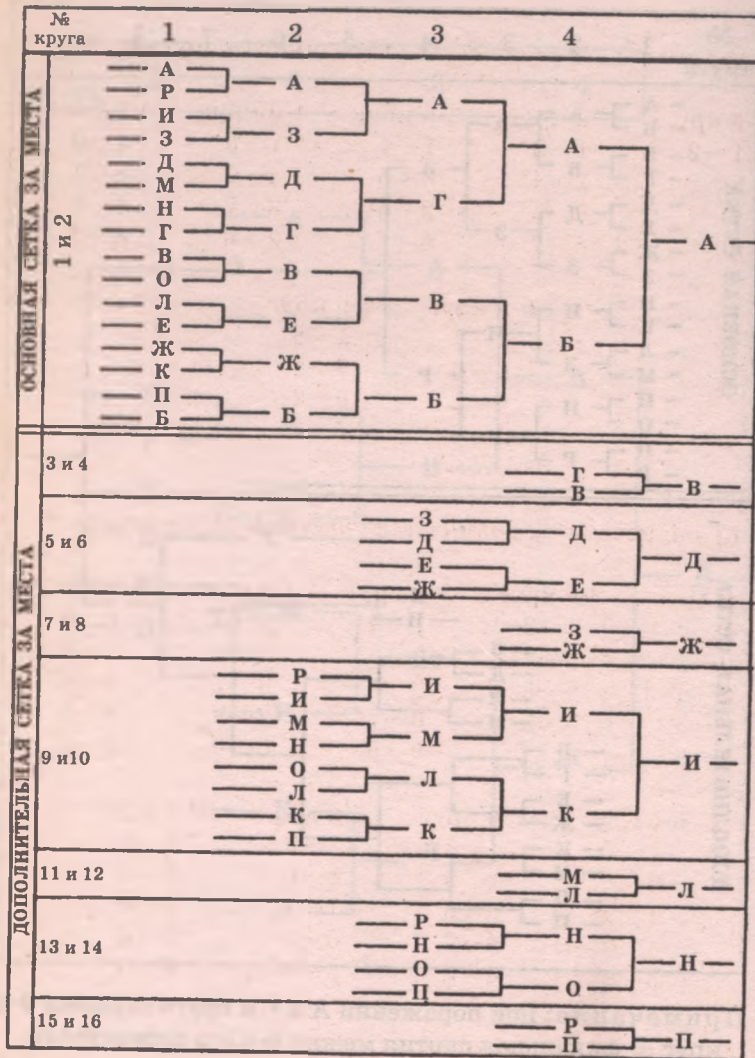 № круга 1 2 3 4
ОСНОВНАЯ СЕТКА ЗА МЕСТА
1 и 2
А
Р А
И А
З З
Д А
М Д
Н Г
Г Г
В А
О В
Л В
Е Е
Ж Б
К Ж
П Б
Б Б
ДОПОЛНИТЕЛЬНАЯ СЕТКА ЗА МЕСТА
3 и 4
Г
В В
5 и 6
З
Д Д
Е Д
Ж Е
7 и 8
З
Ж Ж
9 и10
Р
И И
М И
Н М
О И
Л Л
К К
П К
11 и 12
М
Л Л
13 и 14
Р
Н Н
О Н
П О
15 и 16
Р
П П